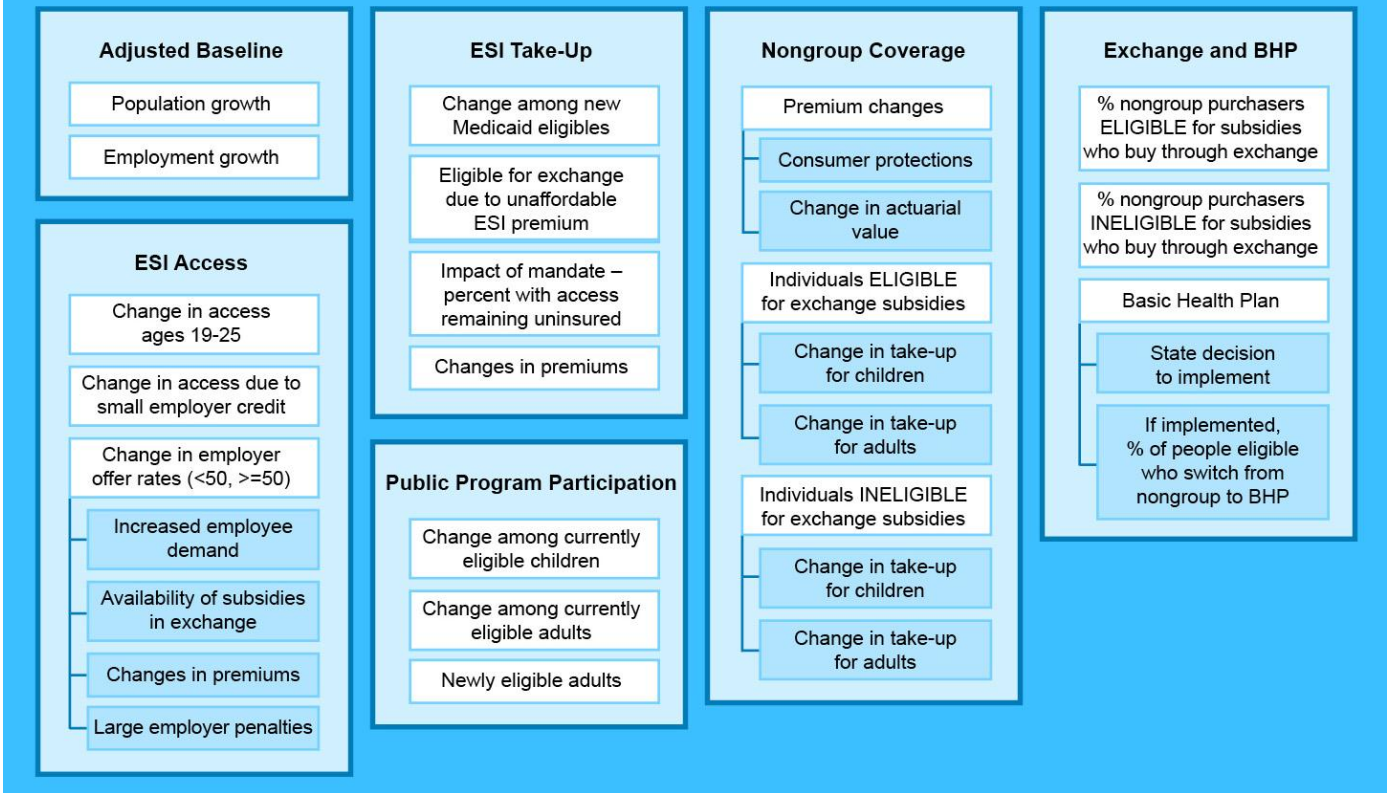 Adjusted Baseline
Population growth
Employment growth
ESI Access
Change in access
ages 19-25
Change in access due to
small employer credit
Change in employer
offer rates (<50, >=50)
Increased employee
demand
Availability of subsidies
in exchange
Changes in premiums
Large employer penalties
ESI Take-Up
Change among new
Medicaid eligibles
Eligible for exchange
due to unaffordable
ESI premium
Impact of mandate –
percent with access
remaining uninsured
Changes in premiums
Public Program Participation
Change among currently
eligible children
Change among currently
eligible adults
Newly eligible adults
Nongroup Coverage
Premium changes
Consumer protections
Change in actuarial
value
Individuals ELIGIBLE
for exchange subsidies
Change in take-up
for children
Change in take-up
for adults
Individuals INELIGIBLE
for exchange subsidies
Change in take-up
for children
Change in take-up
for adults
Exchange and BHP
% nongroup purchasers
ELIGIBLE for subsidies
who buy through exchange
% nongroup purchasers
INELIGIBLE for subsidies
who buy through exchange
Basic Health Plan
State decision
to implement
If implemented,
% of people eligible
who switch from
nongroup to BHP